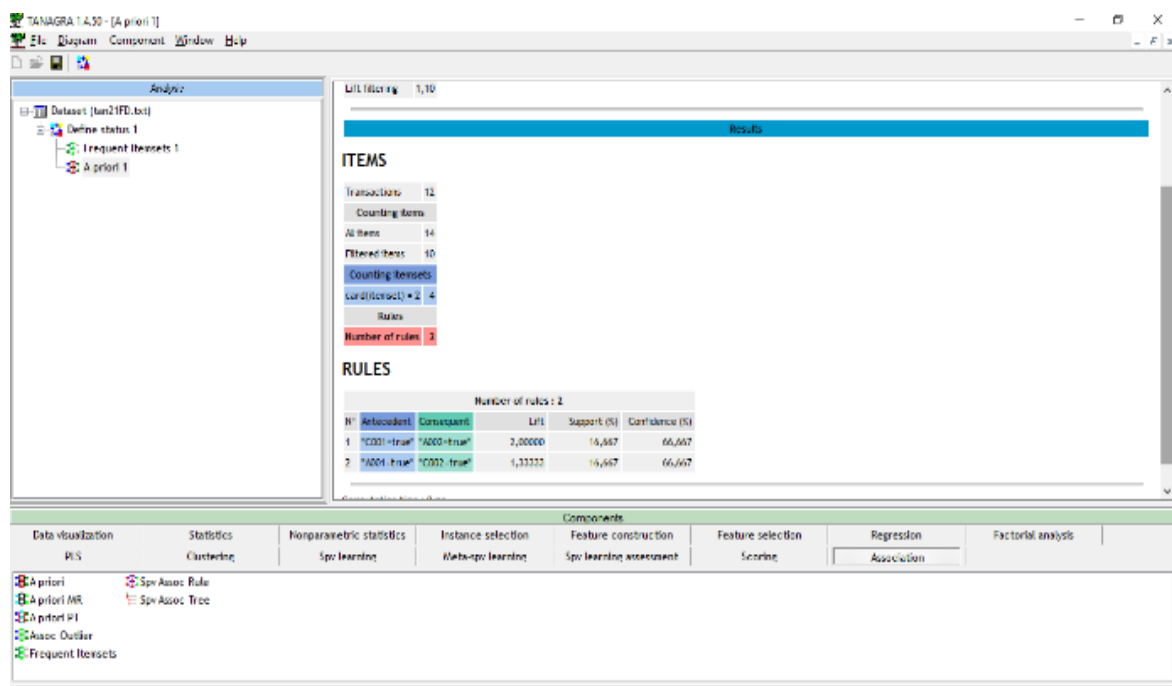 TANAGRA 1.4.50 - [A priori 1]
File Diagram Component Window Help
Analysis
Dataset (tan21FD.txt)
Define status 1
Frequent Itemsets 1
A priori 1
Lift filtering 1,10
Results
ITEMS
Transactions 12
Counting items
All items 14
Filtered items 10
Counting itemsets
card(itemset) = 2 4
Rules
Number of rules 2
RULES
Number of rules : 2
N° Antecedent Consequent Lift Support (%) Confidence (%)
1 "C001=true" "A002=true" 2,00000 16,667 66,667
2 "A001=true" "C002=true" 1,33333 16,667 66,667
Components
Data visualization Statistics Nonparametric statistics Instance selection Feature construction Feature selection Regression Factorial analysis
PLS Clustering Spv learning Meta-spv learning Spv learning assessment Scoring Association
A priori Spv Assoc Rule
A priori MR Spv Assoc Tree
A priori PT
Assoc Outlier
Frequent Itemsets